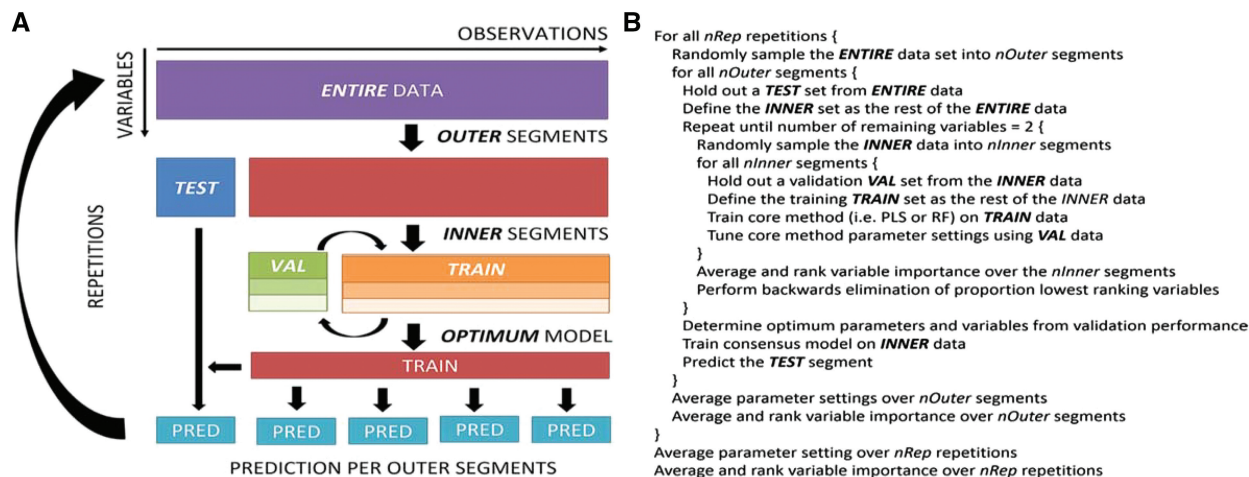 A
OBSERVATIONS
VARIABLES
ENTIRE DATA
OUTER SEGMENTS
TEST
INNER SEGMENTS
VAL
TRAIN
REPETITIONS
OPTIMUM MODEL
TRAIN
PRED
PRED
PRED
PRED
PRED
PREDICTION PER OUTER SEGMENTS
B
For all nRep repetitions {
Randomly sample the ENTIRE data set into nOuter segments
for all nOuter segments {
Hold out a TEST set from ENTIRE data
Define the INNER set as the rest of the ENTIRE data
Repeat until number of remaining variables = 2 {
Randomly sample the INNER data into nInner segments
for all nInner segments {
Hold out a validation VAL set from the INNER data
Define the training TRAIN set as the rest of the INNER data
Train core method (i.e. PLS or RF) on TRAIN data
Tune core method parameter settings using VAL data
}
Average and rank variable importance over the nInner segments
Perform backwards elimination of proportion lowest ranking variables
}
Determine optimum parameters and variables from validation performance
Train consensus model on INNER data
Predict the TEST segment
}
Average parameter settings over nOuter segments
Average and rank variable importance over nOuter segments
}
Average parameter setting over nRep repetitions
Average and rank variable importance over nRep repetitions